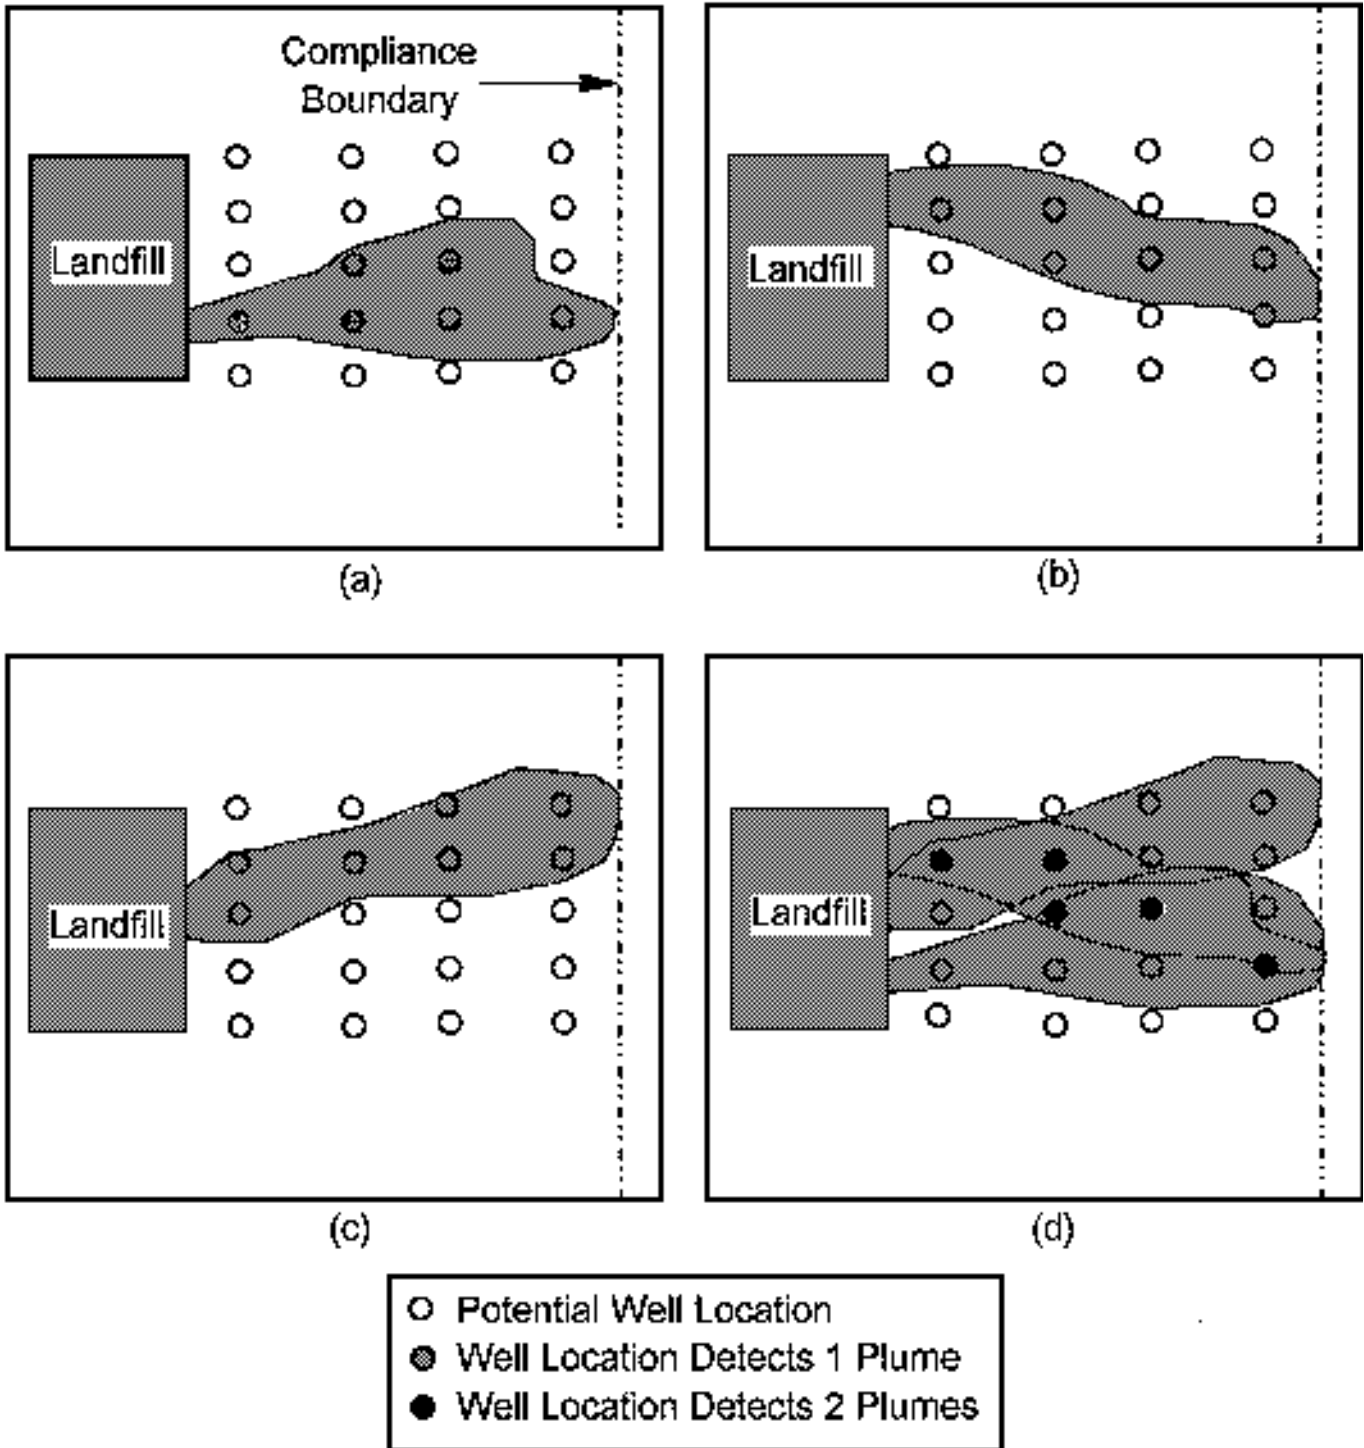 Compliance
Boundary
Landfill
(a)
Landfill
(b)
Landfill
(c)
Landfill
(d)
Potential Well Location
Well Location Detects 1 Plume
Well Location Detects 2 Plumes